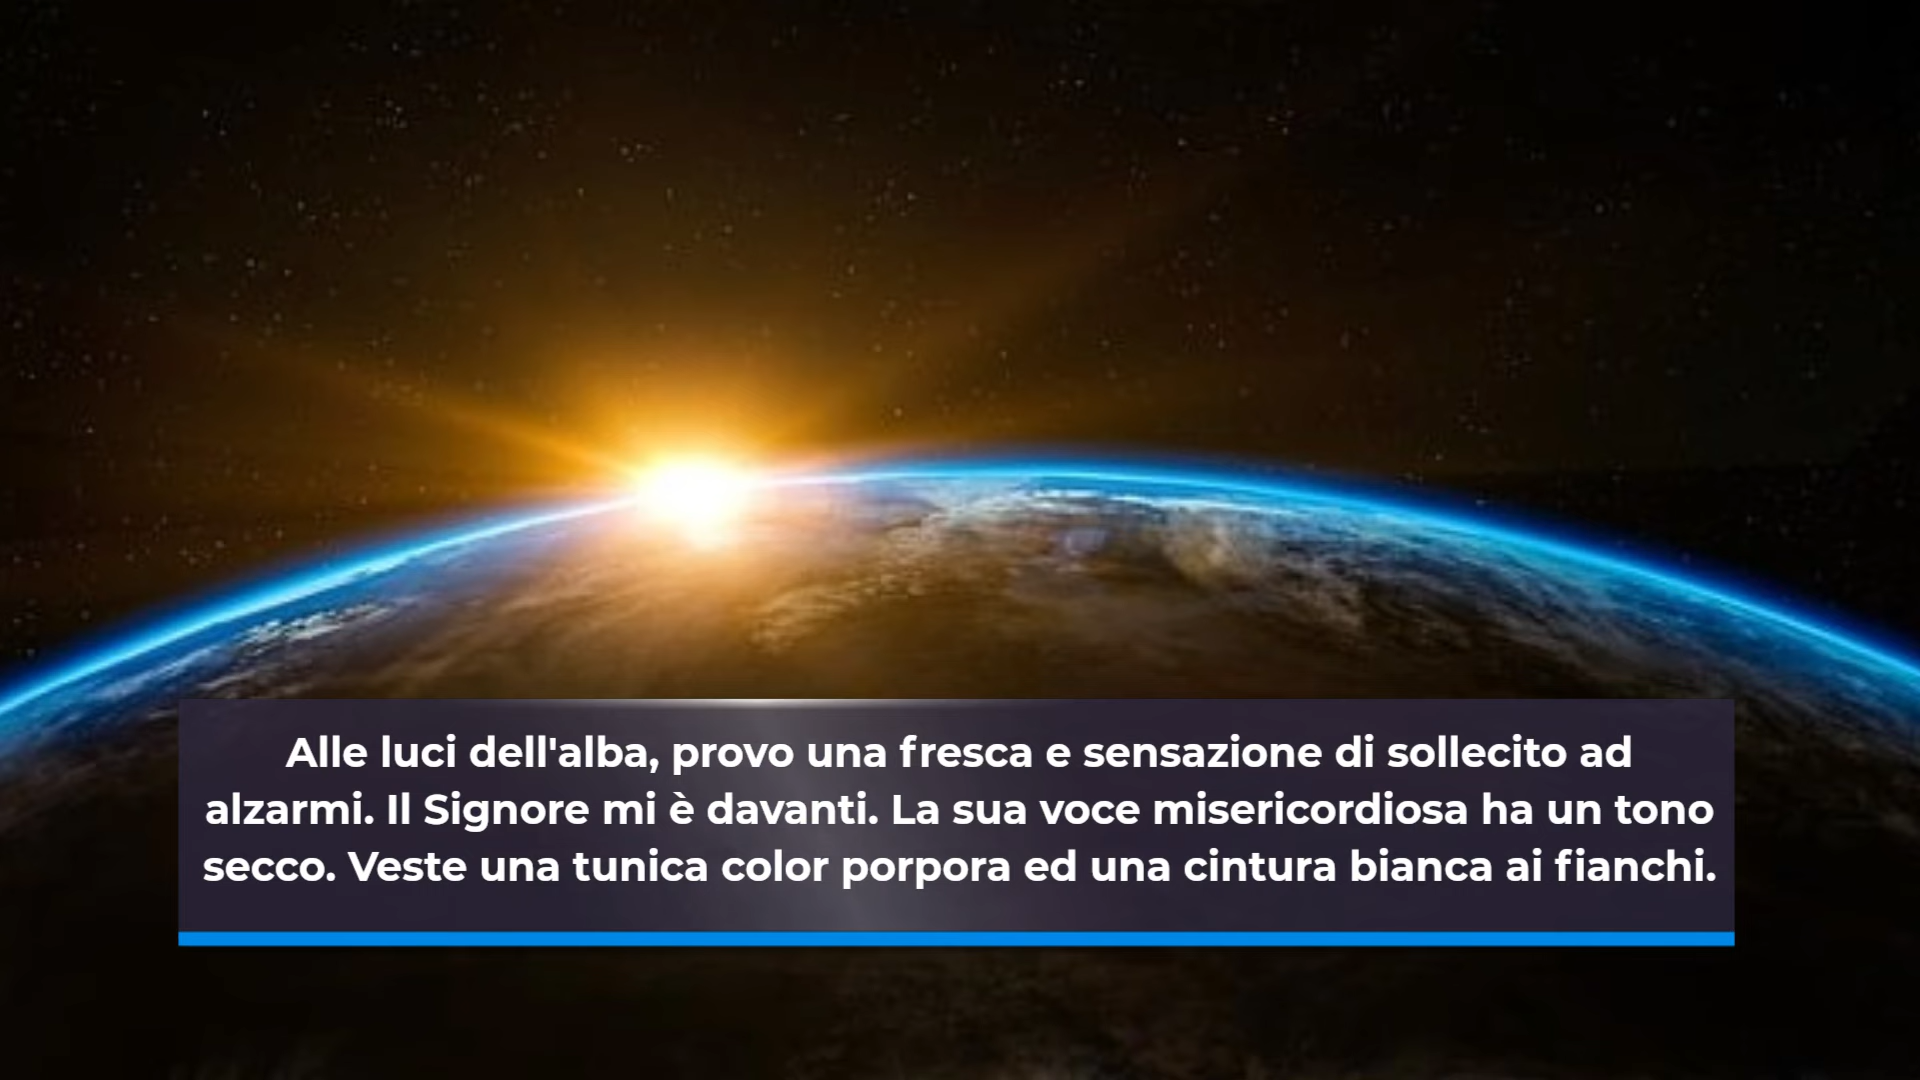 Alle luci dell'alba, provo una fresca e sensazione di sollecito ad
alzarmi. Il Signore mi è davanti. La sua voce misericordiosa ha un tono
secco. Veste una tunica color porpora ed una cintura bianca ai fianchi.